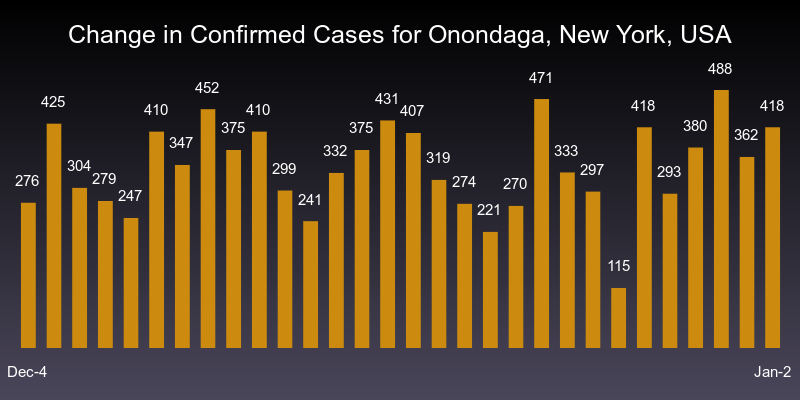 Change in Confirmed Cases for Onondaga, New York, USA
276 425 304 279 247 410 347 452 375 410 299 241 332 375 431 407 319 274 221 270 471 333 297 115 418 293 380 488 362 418
Dec-4 Jan-2